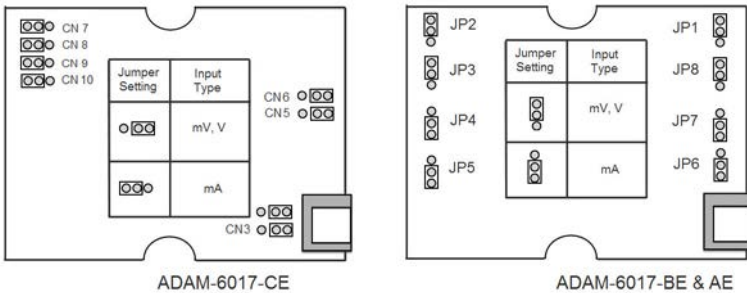 CN 7
CN 8
CN 9
CN 10
Jumper Setting
Input Type
mV, V
mA
CN6
CN5
CN3
ADAM-6017-CE
JP2
JP3
JP4
JP5
Jumper Setting
Input Type
mV, V
mA
JP1
JP8
JP7
JP6
ADAM-6017-BE & AE